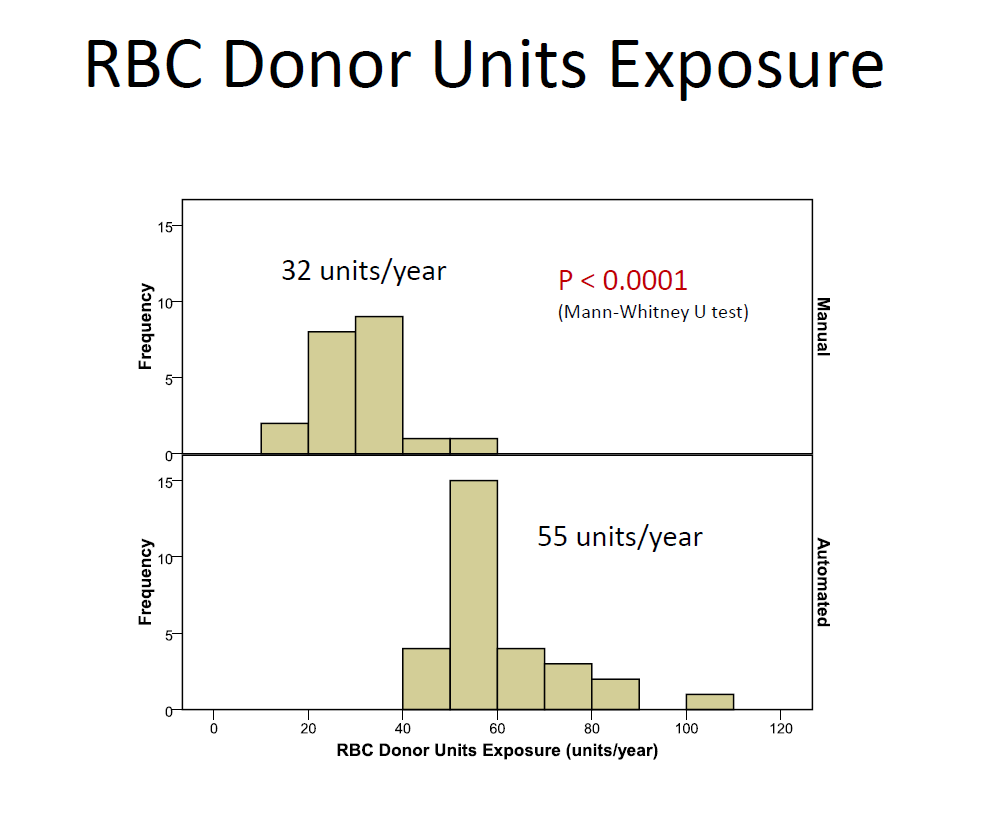 RBC Donor Units Exposure
15
32 units/year
P < 0.0001
10
(Mann-Whitney U test)
Frequency
Manual
5
0
15
55 units/year
10
Frequency
Automated
5
0
0 20 40 60 80 100 120
RBC Donor Units Exposure (units/year)